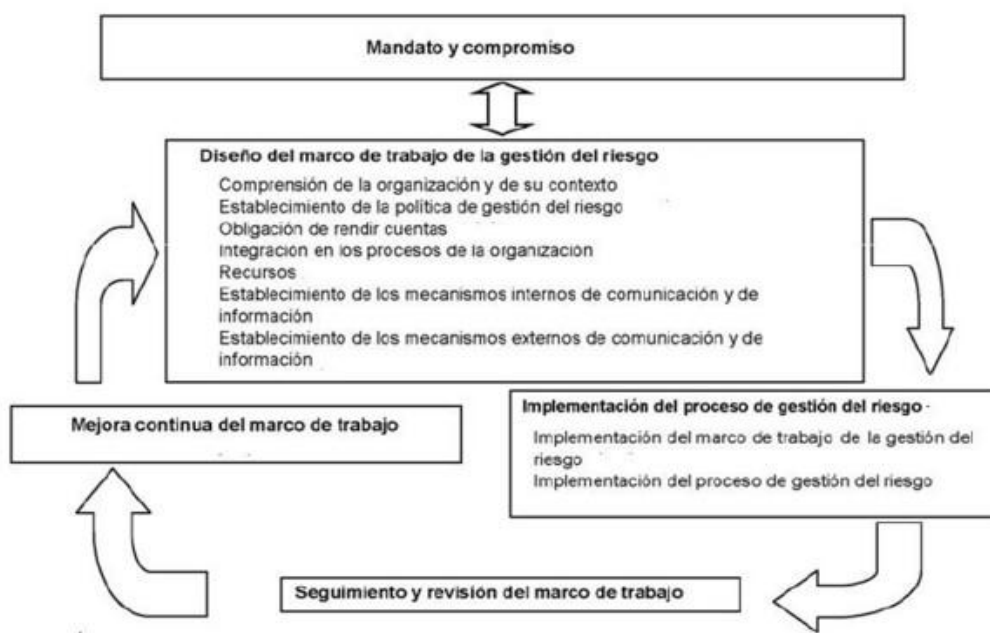 Mandato y compromiso
Diseño del marco de trabajo de la gestión del riesgo
Comprensión de la organización y de su contexto
Establecimiento de la política de gestión del riesgo
Obligación de rendir cuentas
Integración en los procesos de la organización
Recursos
Establecimiento de los mecanismos internos de comunicación y de
información
Establecimiento de los mecanismos externos de comunicación y de
información
Implementación del proceso de gestión del riesgo -
Implementación del marco de trabajo de la gestión del
riesgo
Implementación del proceso de gestión del riesgo
Seguimiento y revisión del marco de trabajo
Mejora continua del marco de trabajo